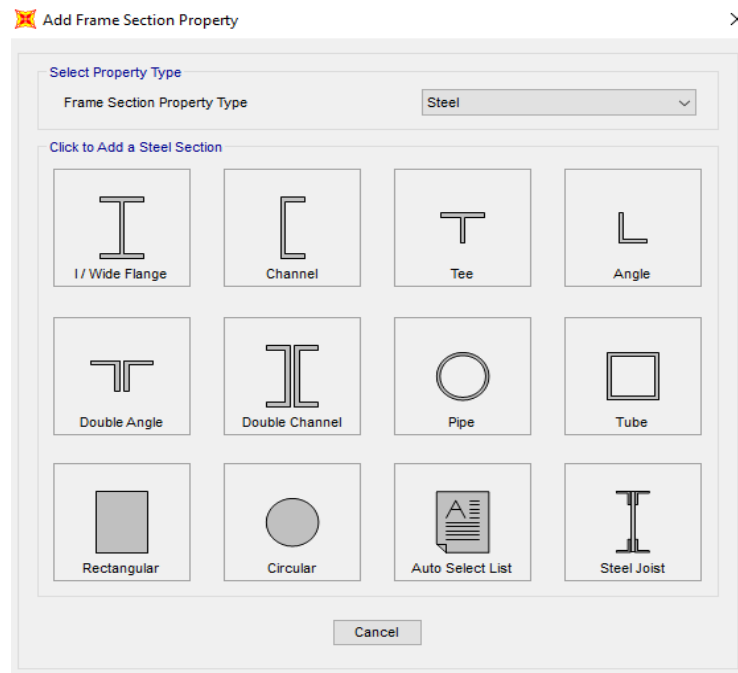 Add Frame Section Property
Select Property Type
Frame Section Property Type
Steel
Click to Add a Steel Section
I / Wide Flange
Channel
Tee
Angle
Double Angle
Double Channel
Pipe
Tube
Rectangular
Circular
A
Auto Select List
Steel Joist
Cancel